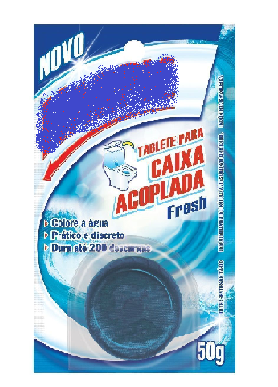 NOVO
TABLETE PARA
CAIXA
ACOPLADA
Fresh
Colore a água
Prático e discreto
Dura até 200 descargas
50g